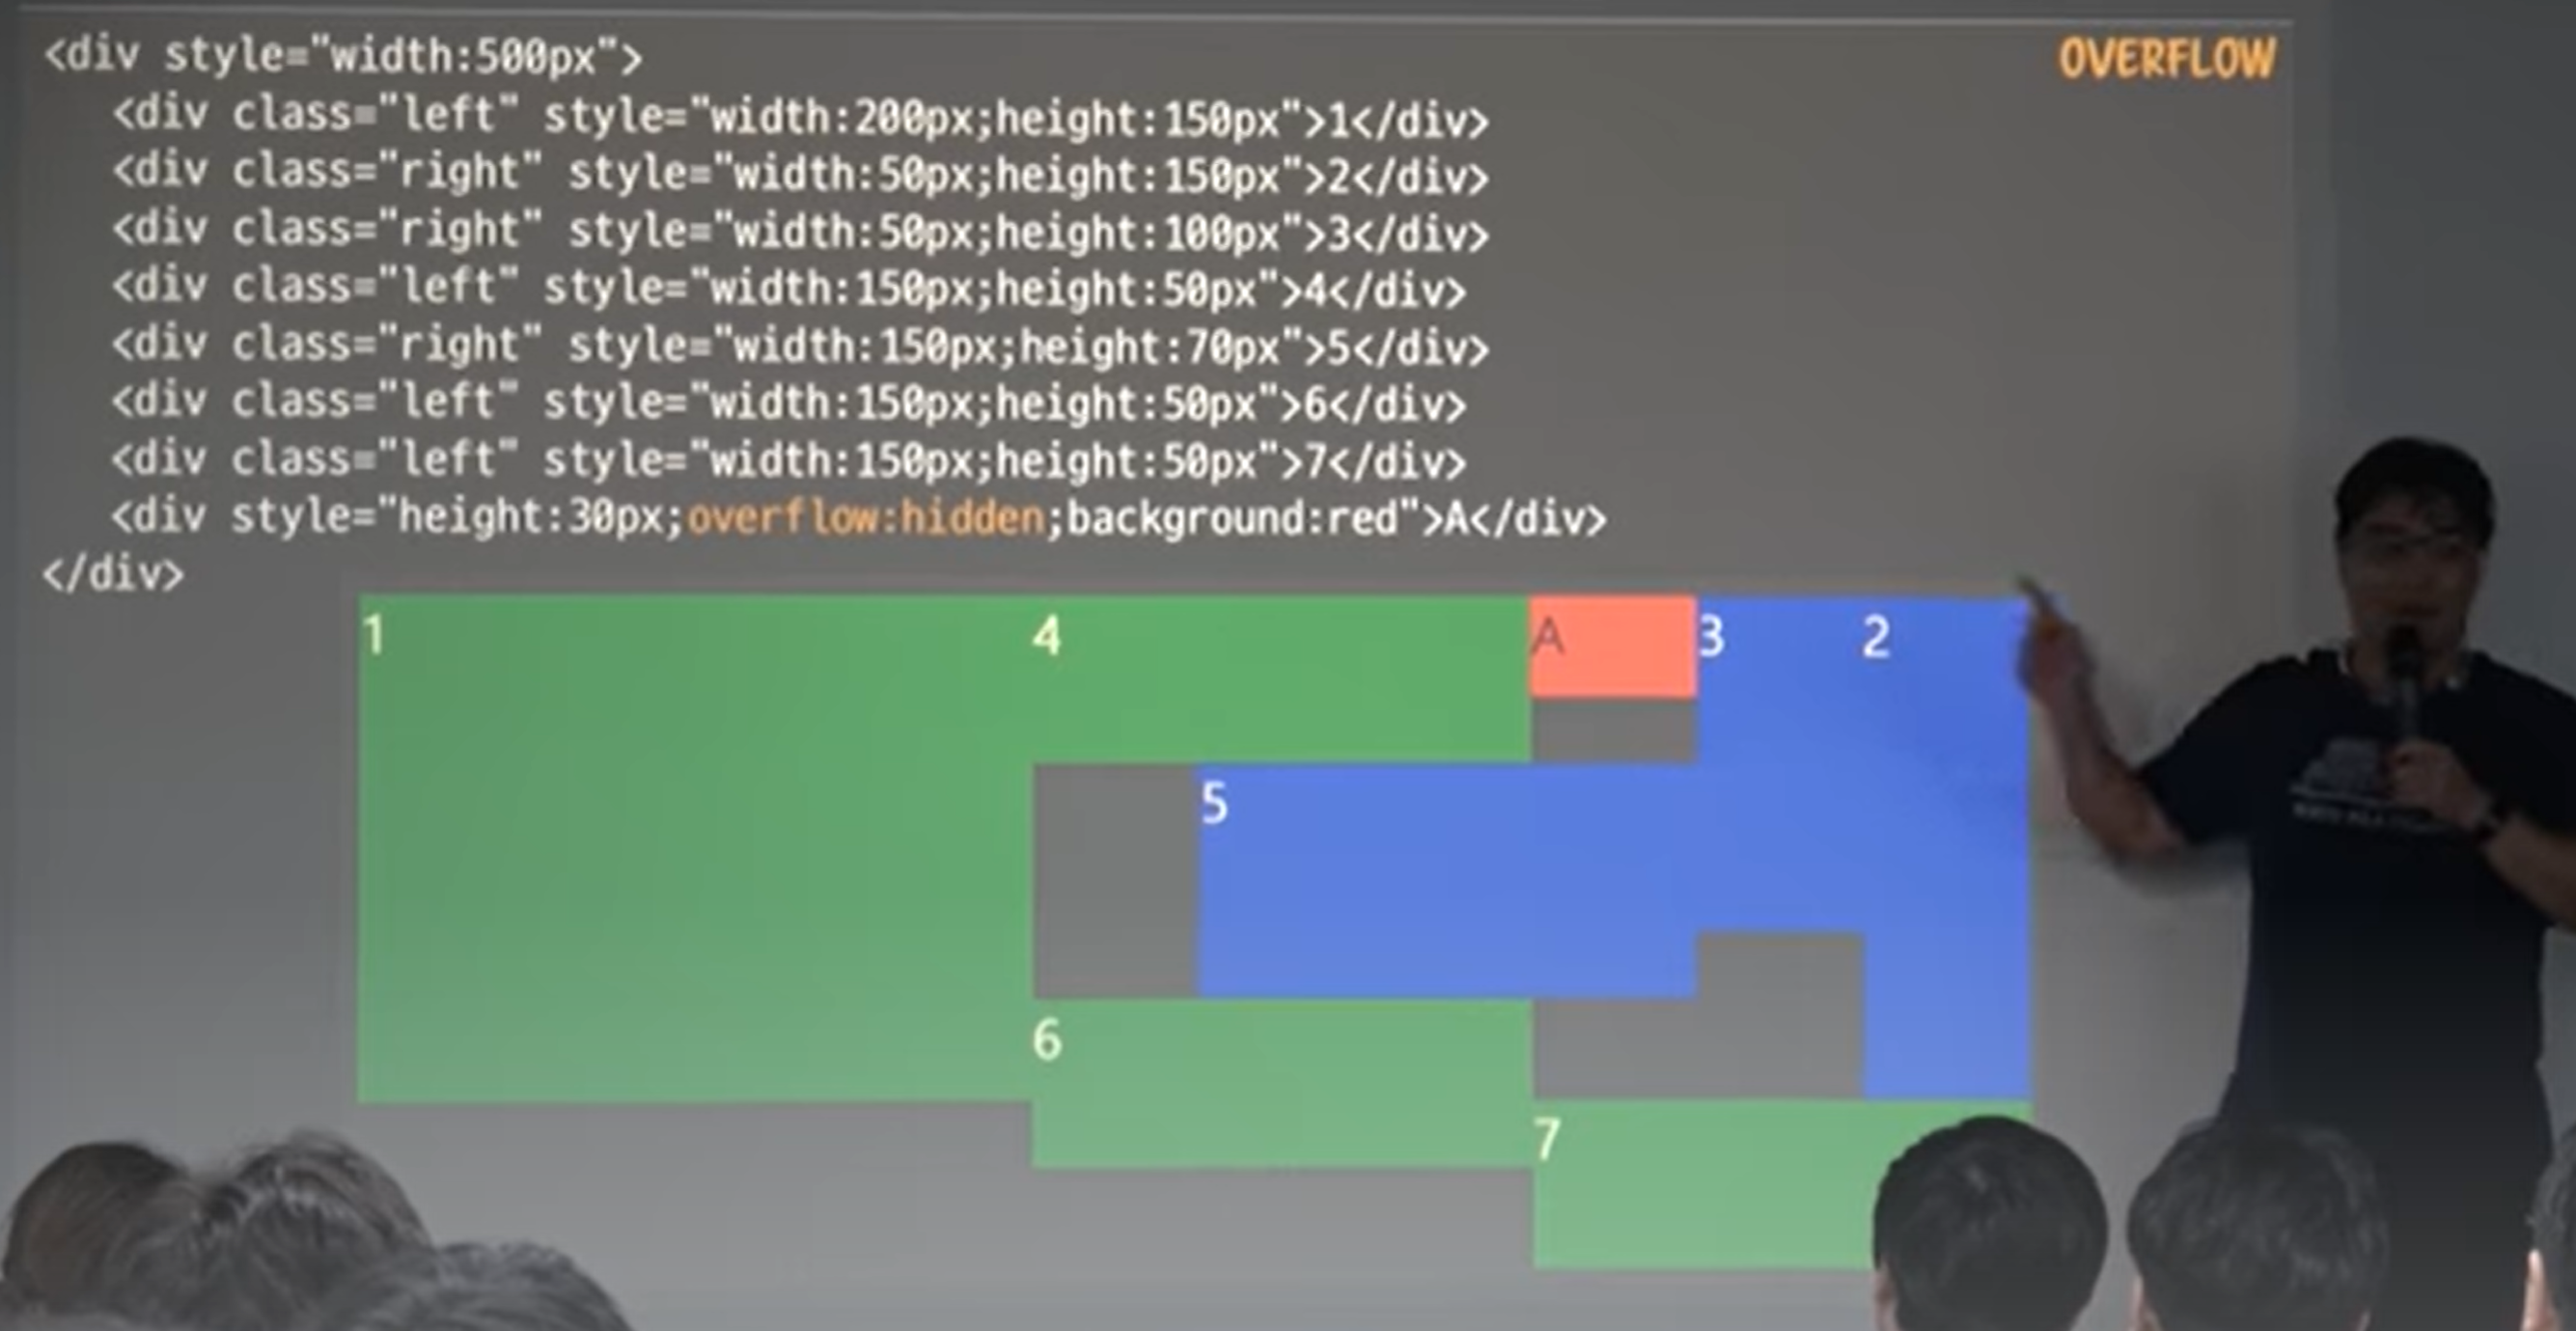 <div style="width:500px">
OVERFLOW
<div class="left" style="width:200px;height:150px">1</div>
<div class="right" style="width:50px;height:150px">2</div>
<div class="right" style="width:50px;height:100px">3</div>
<div class="left" style="width:150px;height:50px">4</div>
<div class="right" style="width:150px;height:70px">5</div>
<div class="left" style="width:150px;height:50px">6</div>
<div class="left" style="width:150px;height:50px">7</div>
<div style="height:30px;overflow:hidden;background:red">A</div>
</div>
1 4 A 3 2
5
6
7